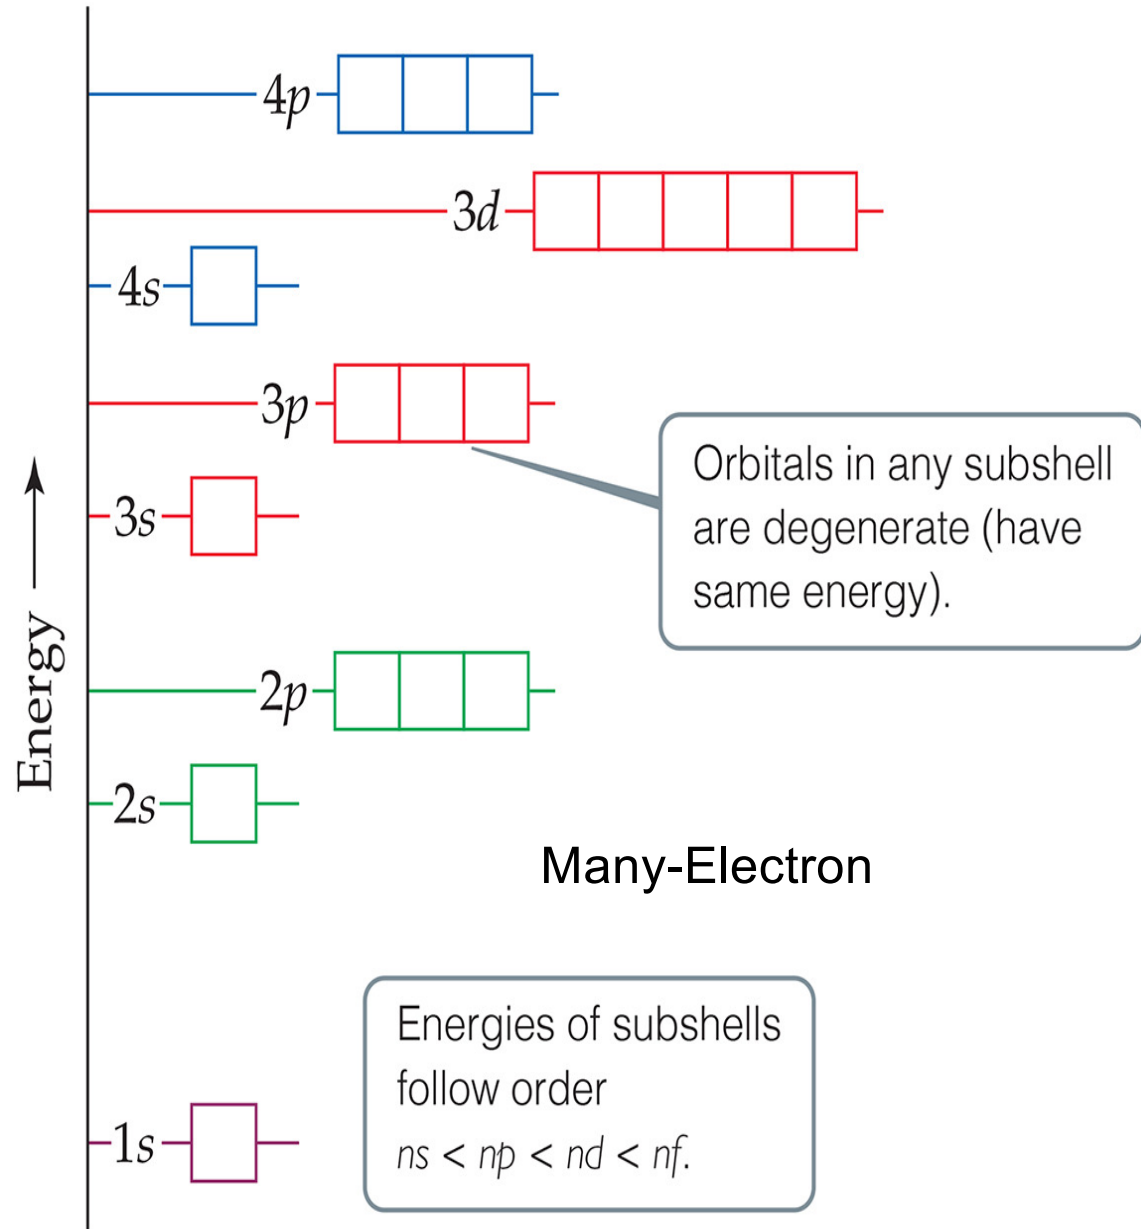 4p
3d
4s
3p
Orbitals in any subshell
are degenerate (have
same energy).
3s
Energy
2p
2s
Many-Electron
Energies of subshells
follow order
ns < np < nd < nf.
1s